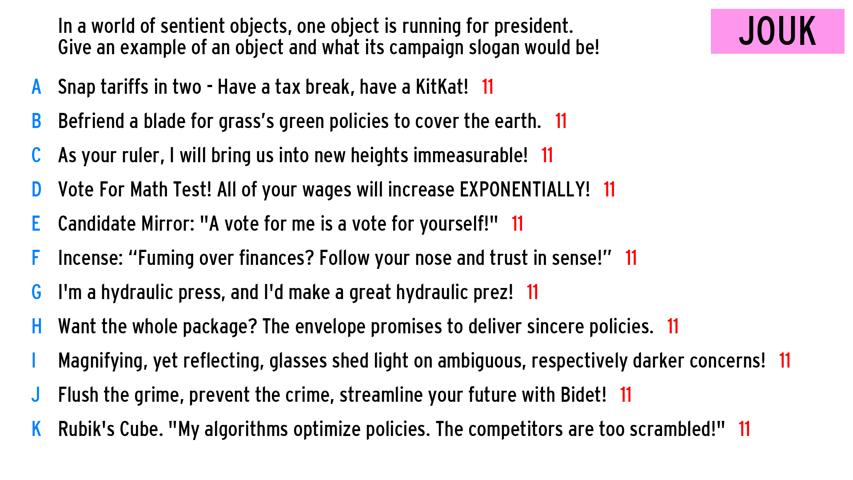 In a world of sentient objects, one object is running for president.
Give an example of an object and what its campaign slogan would be!
JOUK
A Snap tariffs in two - Have a tax break, have a KitKat! 11
B Befriend a blade for grass's green policies to cover the earth. 11
C As your ruler, I will bring us into new heights immeasurable! 11
D Vote For Math Test! All of your wages will increase EXPONENTIALLY! 11
E Candidate Mirror: "A vote for me is a vote for yourself!" 11
F Incense: “Fuming over finances? Follow your nose and trust in sense!” 11
G I'm a hydraulic press, and I'd make a great hydraulic prez! 11
H Want the whole package? The envelope promises to deliver sincere policies. 11
I Magnifying, yet reflecting, glasses shed light on ambiguous, respectively darker concerns! 11
J Flush the grime, prevent the crime, streamline your future with Bidet! 11
K Rubik's Cube. "My algorithms optimize policies. The competitors are too scrambled!" 11